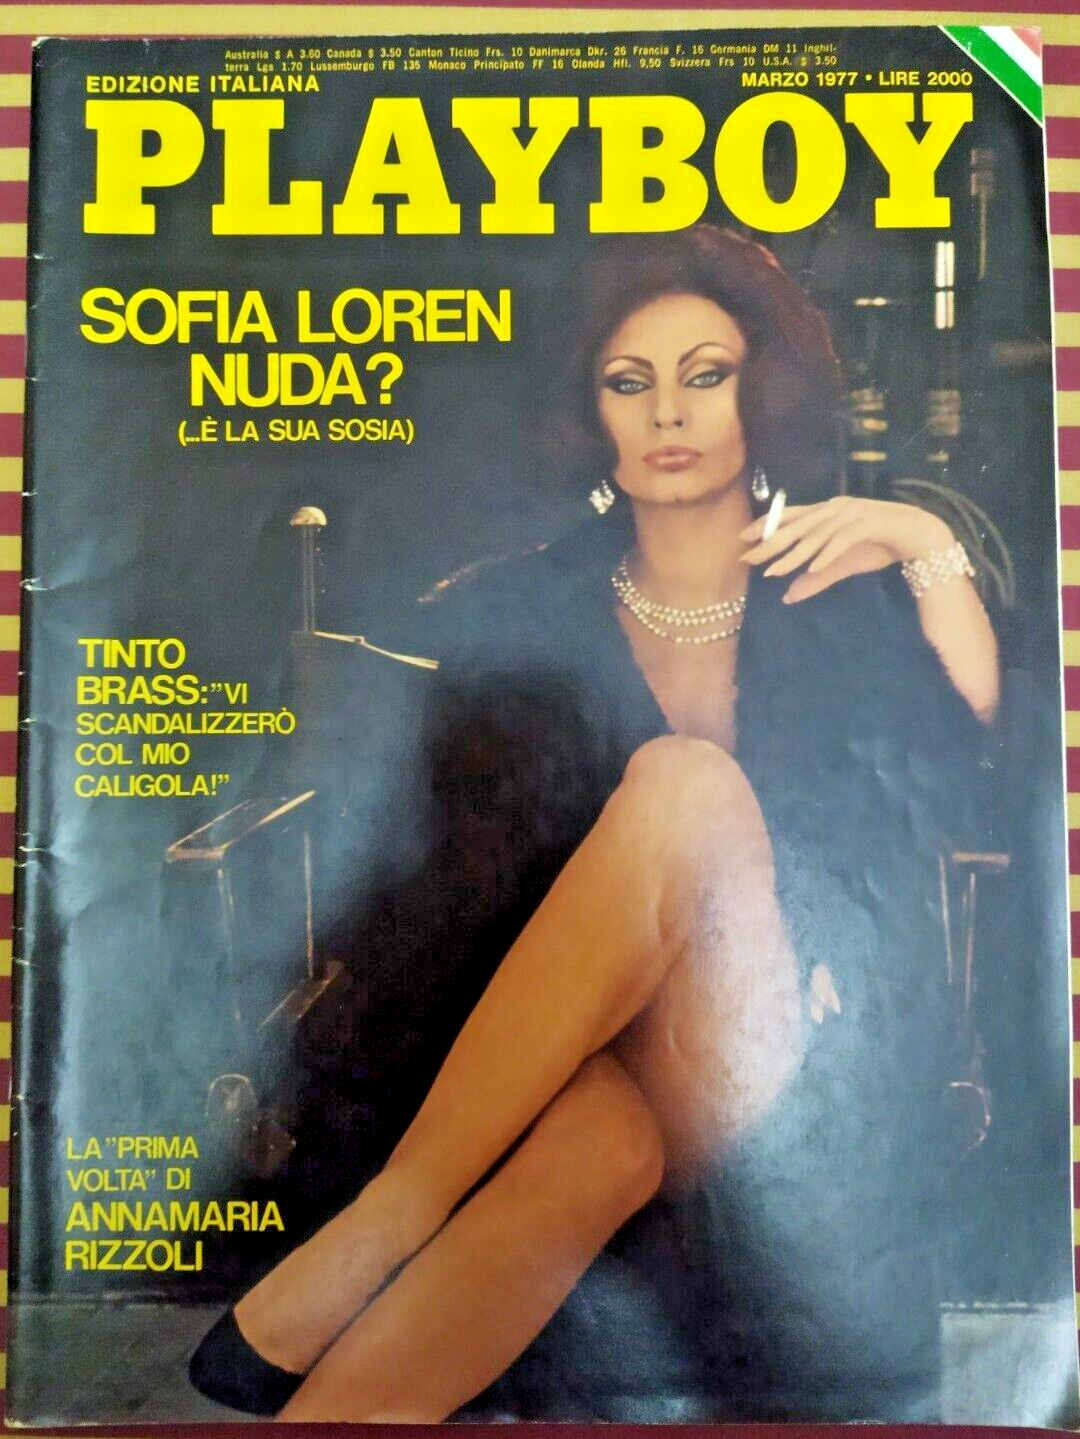 Australia $ A 3.60 Canada $ 3.50 Canton Ticino Frs. 10 Danimarca Dkr. 26 Francia F. 16 Germania DM 11 Inghil-
terra Lgs 1.70 Lussemburgo FB 135 Monaco Principato FF 16 Olanda Hfl. 9,50 Svizzera Frs 10 U.S.A. $ 3.50
EDIZIONE ITALIANA
MARZO 1977 • LIRE 2000
PLAYBOY
SOFIA LOREN
NUDA?
(...È LA SUA SOSIA)
TINTO
BRASS:"VI
SCANDALIZZERÒ
COL MIO
CALIGOLA!"
LA "PRIMA
VOLTA" DI
ANNAMARIA
RIZZOLI